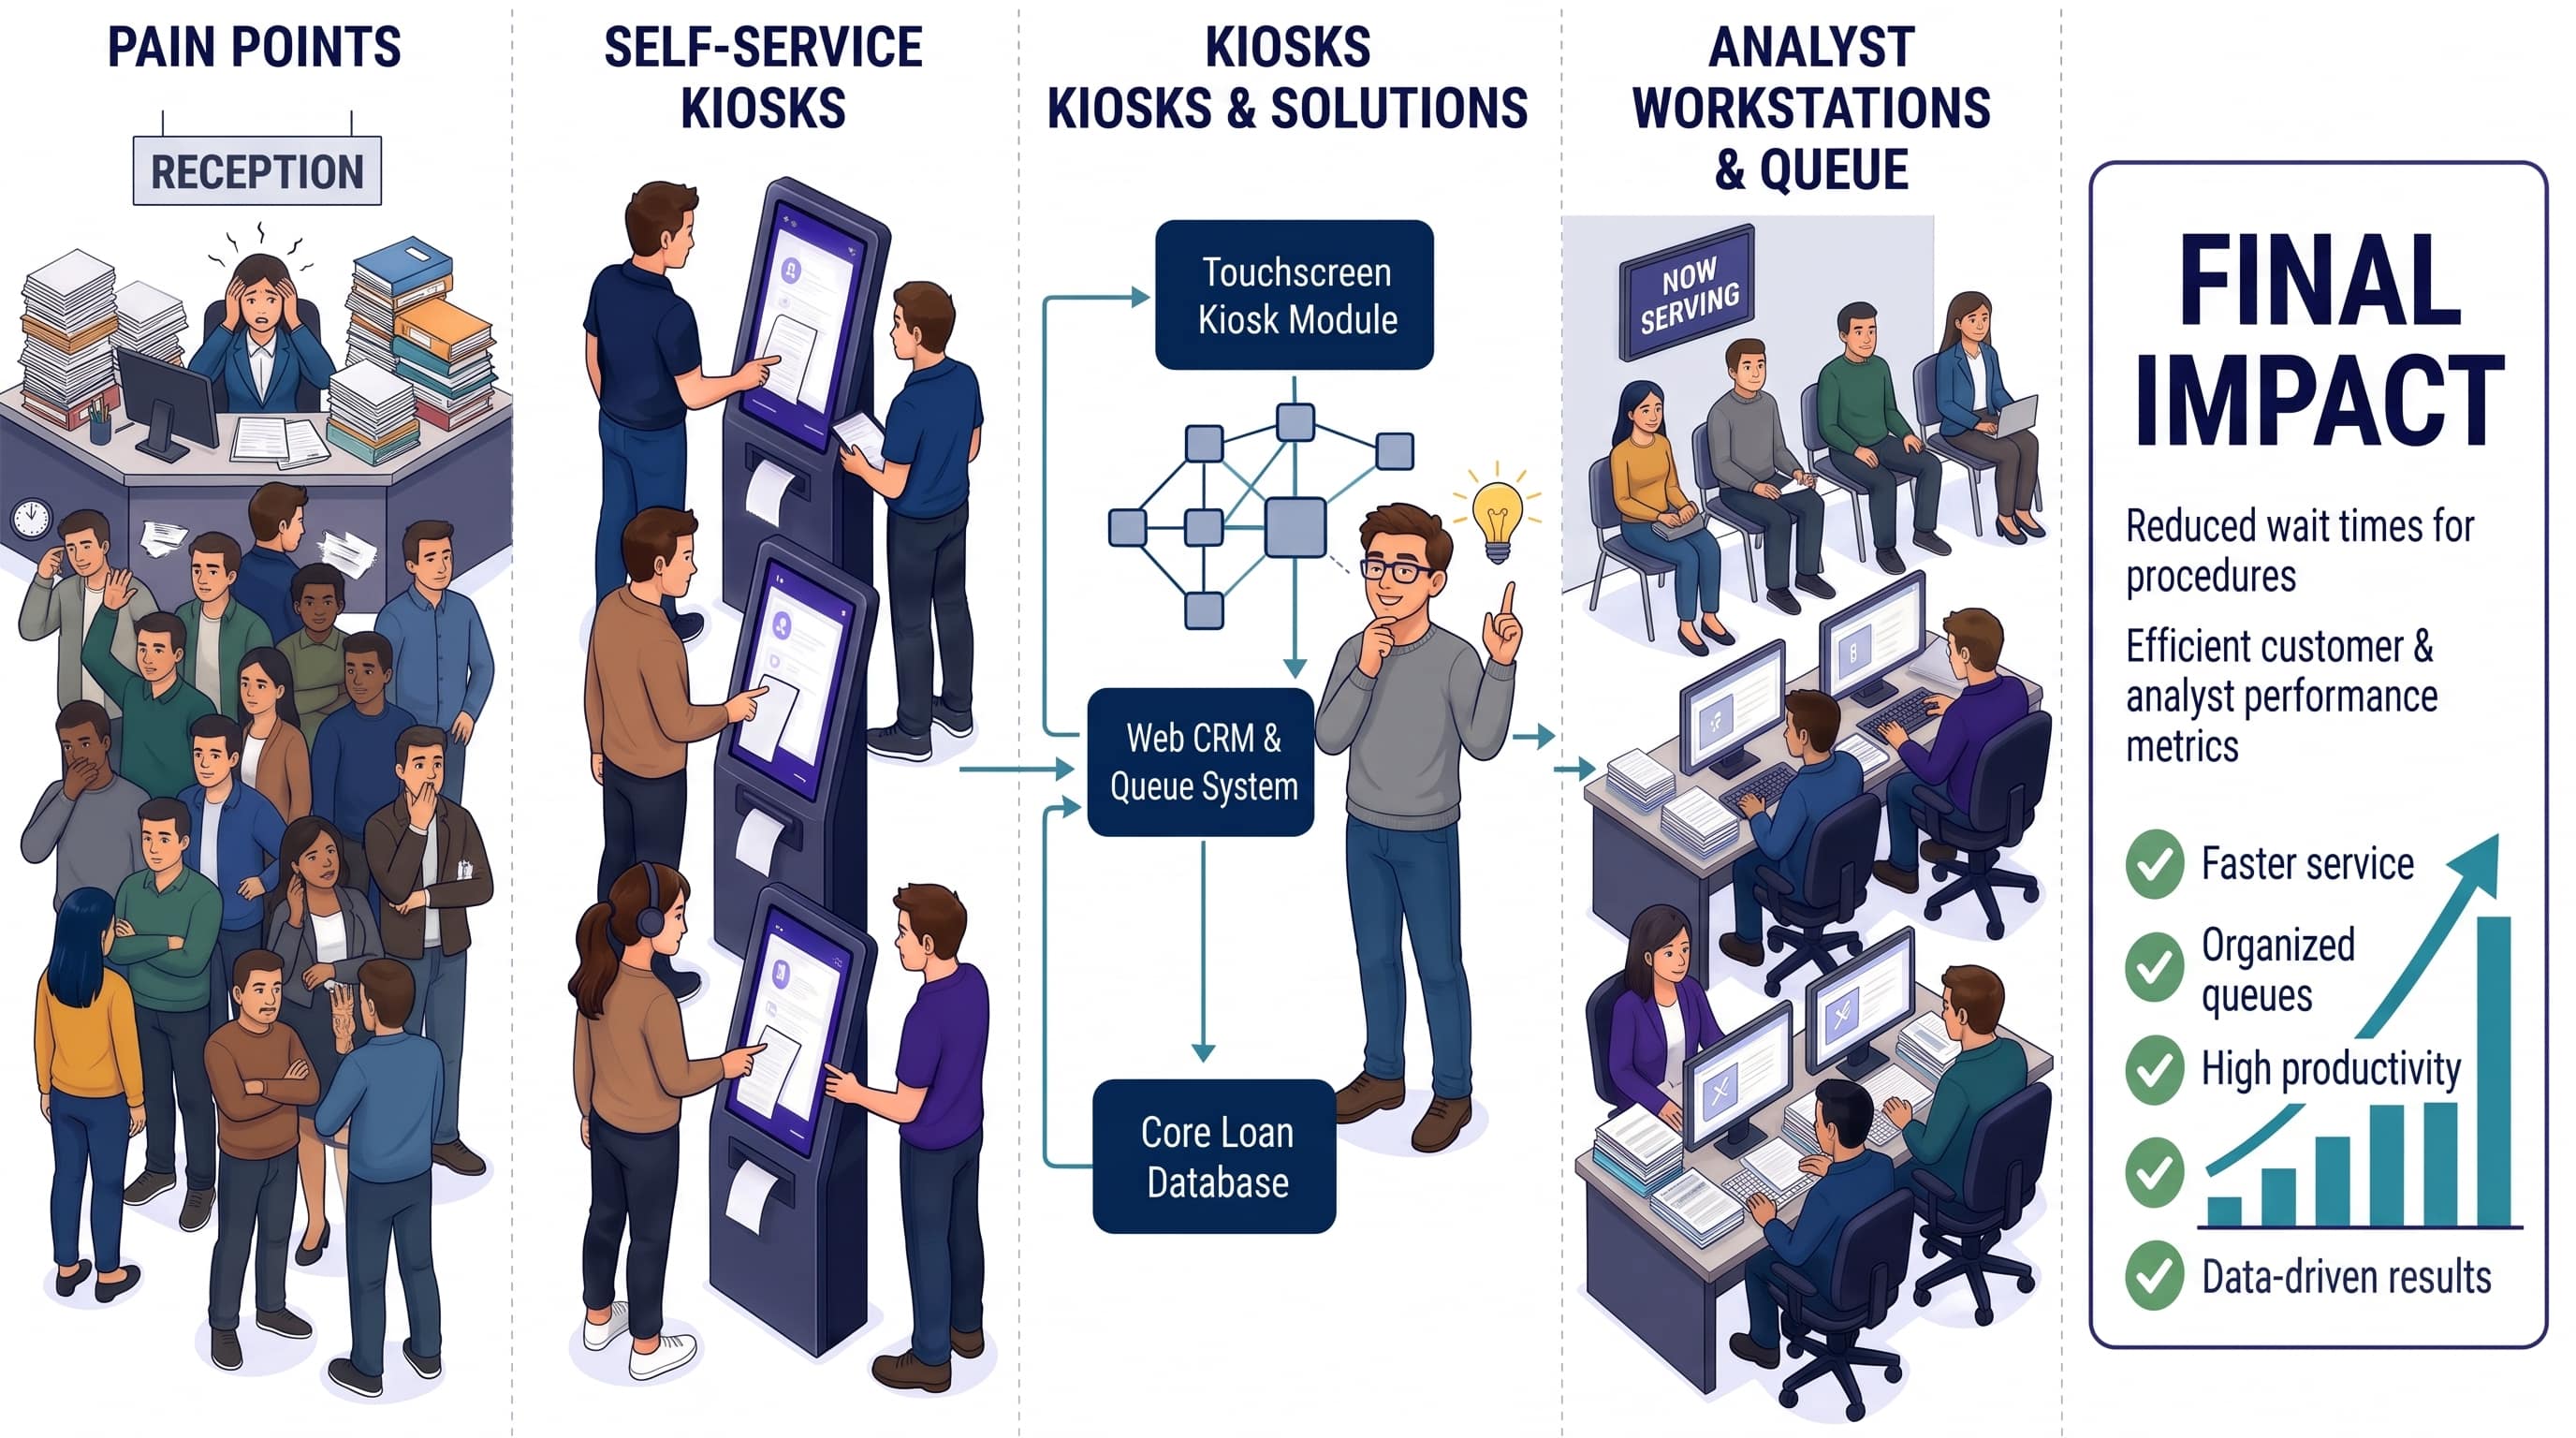 PAIN POINTS
RECEPTION
SELF-SERVICE
KIOSKS
KIOSKS
KIOSKS & SOLUTIONS
Touchscreen
Kiosk Module
Web CRM &
Queue System
Core Loan
Database
ANALYST
WORKSTATIONS
& QUEUE
NOW
SERVING
FINAL
IMPACT
Reduced wait times for
procedures
Efficient customer &
analyst performance
metrics
Faster service
Organized
queues
High productivity
Data-driven results